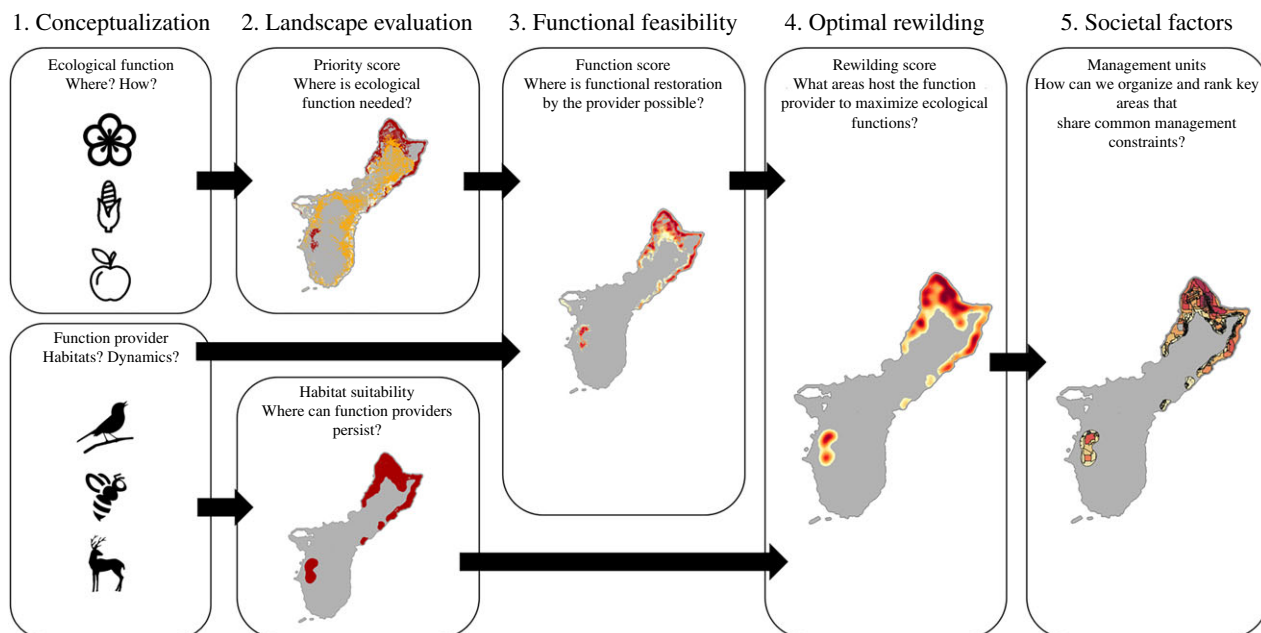 1. Conceptualization
2. Landscape evaluation
3. Functional feasibility
4. Optimal rewilding
5. Societal factors
Ecological function
Where? How?
Priority score
Where is ecological
function needed?
Function score
Where is functional restoration
by the provider possible?
Rewilding score
What areas host the function
provider to maximize ecological
functions?
Management units
How can we organize and rank key
areas that
share common management
constraints?
Function provider
Habitats? Dynamics?
Habitat suitability
Where can function providers
persist?